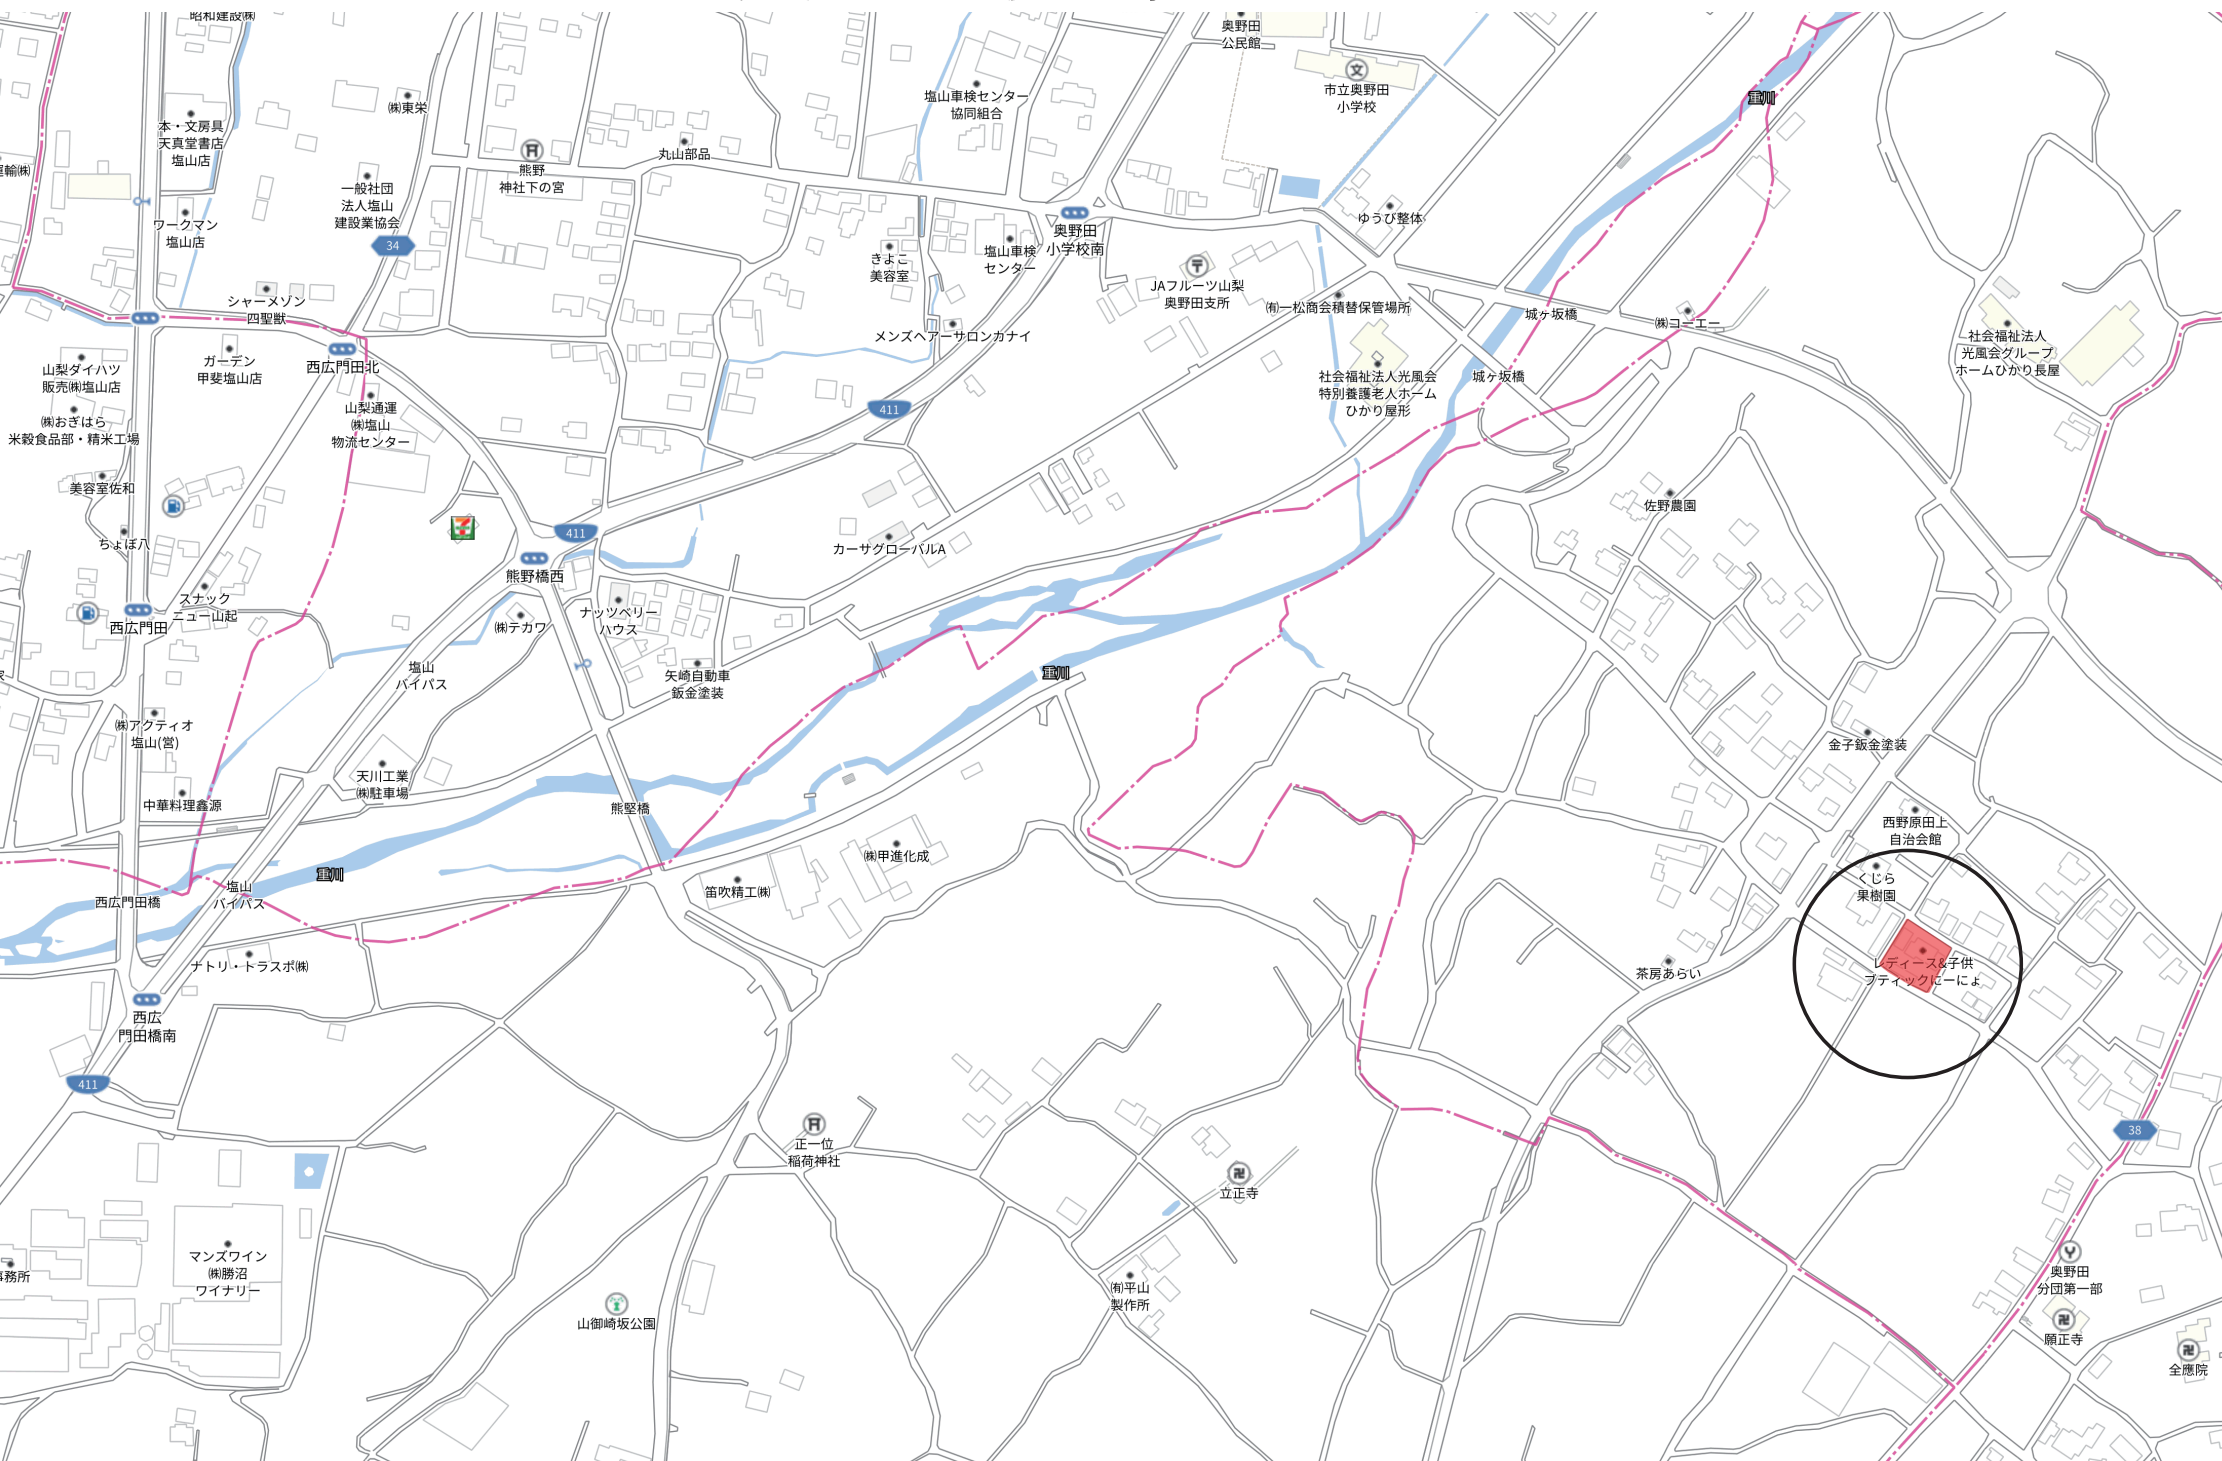 昭和建設㈱
奥野田
公民館
㈱東栄
本・文房具
天真堂書店
塩山店
塩山車検センター
協同組合
市立奥野田
小学校
重川
丸山部品
熊野
神社下の宮
輸㈱
一般社団
法人塩山
建設業協会
ワークマン
塩山店
34
ゆうび整体
奥野田
小学校南
塩山車検
センター
きよこ
美容室
JAフルーツ山梨
奥野田支所
シャーメゾン
四聖獣
㈲一松商会積替保管場所
城ヶ坂橋
㈱コーエー
メンズヘアーサロンカナイ
社会福祉法人
光風会グループ
ホームひかり長屋
西広門田北
ガーデン
甲斐塩山店
山梨ダイハツ
販売㈱塩山店
社会福祉法人光風会
特別養護老人ホーム
ひかり屋形
城ヶ坂橋
山梨通運
㈱塩山
物流センター
411
㈱おぎはら
米穀食品部・精米工場
美容室佐和
佐野農園
ちょぼ八
411
カーサグローバルA
熊野橋西
スナック
ニュー山起
西広門田
㈱テカワ
ナッツベリー
ハウス
塩山
バイパス
矢崎自動車
鈑金塗装
重川
㈱アクティオ
塩山(営)
金子鈑金塗装
天川工業
㈱駐車場
中華料理鑫源
熊堅橋
西野原田上
自治会館
㈱甲進化成
重川
笛吹精工㈱
くじら
果樹園
塩山
バイパス
西広門田橋
ナトリ・トラスポ㈱
茶房あらい
レディース&子供
ブティックにーにょ
西広
門田橋南
411
38
正一位
稲荷神社
立正寺
マンズワイン
㈱勝沼
ワイナリー
事務所
㈲平山
製作所
奥野田
分団第一部
山御崎坂公園
願正寺
全應院